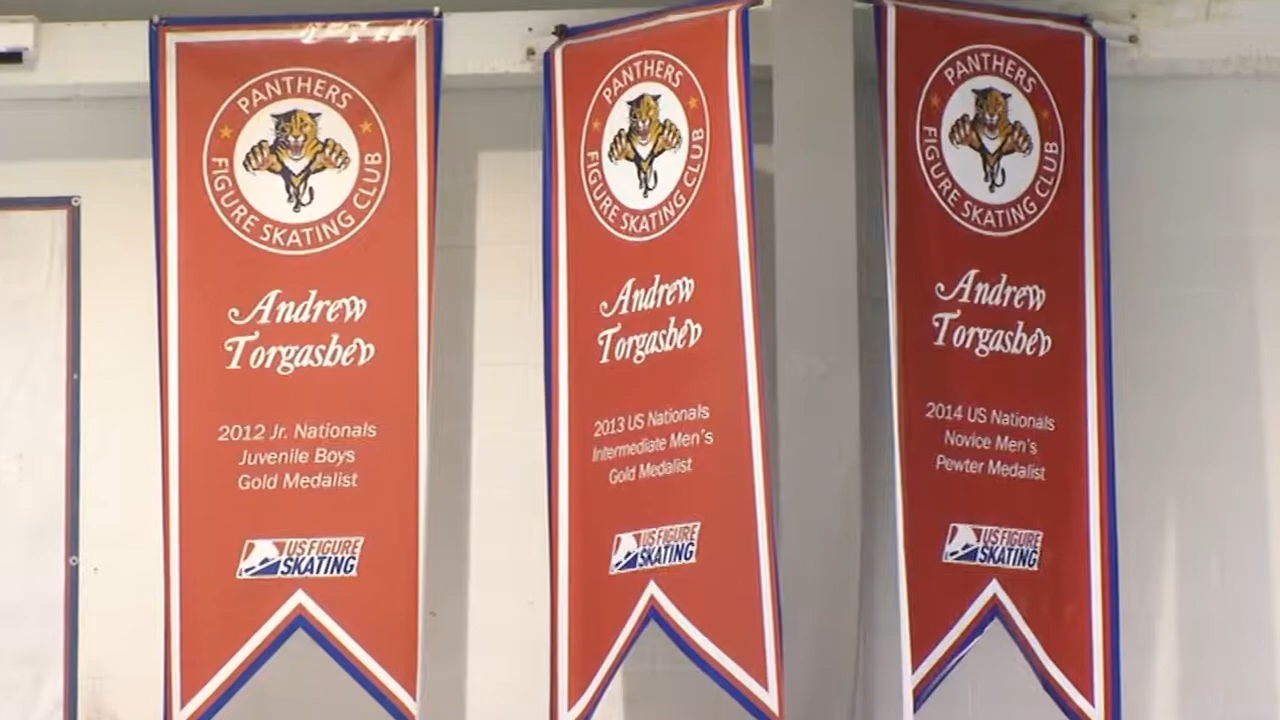 PANTHERS
FIGURE SKATING CLUB
Andrew
Torgashev
2012 Jr. Nationals
Juvenile Boys
Gold Medalist
US FIGURE
SKATING
PANTHERS
FIGURE SKATING CLUB
Andrew
Torgashev
2013 US Nationals
Intermediate Men's
Gold Medalist
US FIGURE
SKATING
PANTHERS
FIGURE SKATING CLUB
Andrew
Torgashev
2014 US Nationals
Novice Men's
Pewter Medalist
US FIGURE
SKATING